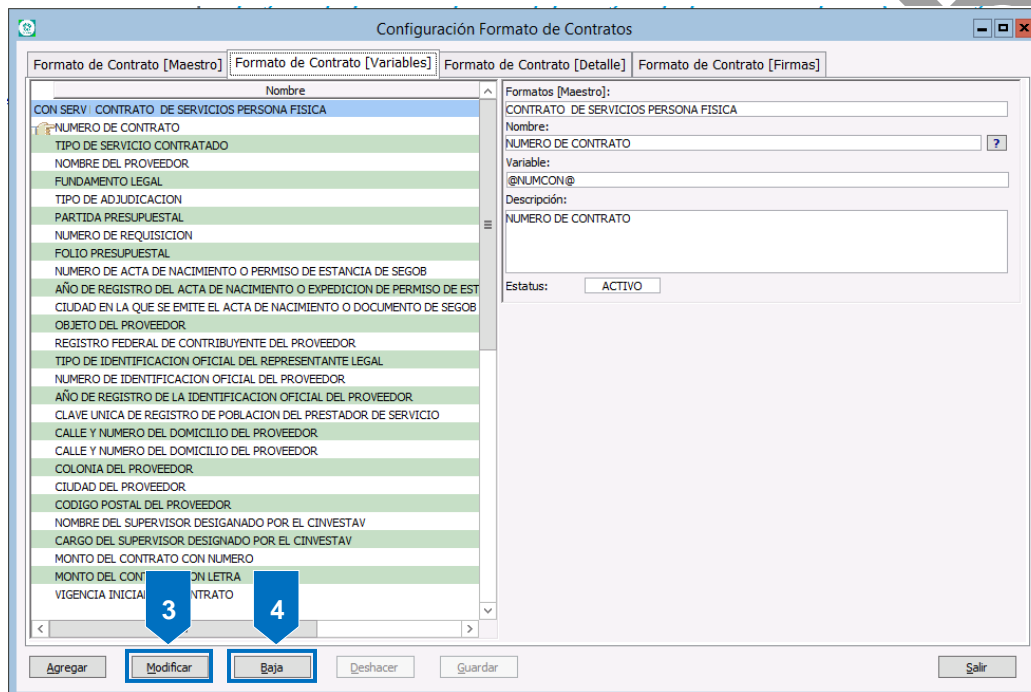 Configuración Formato de Contratos
Formato de Contrato [Maestro] Formato de Contrato [Variables] Formato de Contrato [Detalle] Formato de Contrato [Firmas]
Nombre
CON SERV CONTRATO DE SERVICIOS PERSONA FISICA
NUMERO DE CONTRATO
TIPO DE SERVICIO CONTRATADO
NOMBRE DEL PROVEEDOR
FUNDAMENTO LEGAL
TIPO DE ADJUDICACION
PARTIDA PRESUPUESTAL
NUMERO DE REQUISICION
FOLIO PRESUPUESTAL
NUMERO DE ACTA DE NACIMIENTO O PERMISO DE ESTANCIA DE SEGOB
AÑO DE REGISTRO DEL ACTA DE NACIMIENTO O EXPEDICION DE PERMISO DE EST
CIUDAD EN LA QUE SE EMITE EL ACTA DE NACIMIENTO O DOCUMENTO DE SEGOB
OBJETO DEL PROVEEDOR
REGISTRO FEDERAL DE CONTRIBUYENTE DEL PROVEEDOR
TIPO DE IDENTIFICACION OFICIAL DEL REPRESENTANTE LEGAL
NUMERO DE IDENTIFICACION OFICIAL DEL PROVEEDOR
AÑO DE REGISTRO DE LA IDENTIFICACION OFICIAL DEL PROVEEDOR
CLAVE UNICA DE REGISTRO DE POBLACION DEL PRESTADOR DE SERVICIO
CALLE Y NUMERO DEL DOMICILIO DEL PROVEEDOR
CALLE Y NUMERO DEL DOMICILIO DEL PROVEEDOR
COLONIA DEL PROVEEDOR
CIUDAD DEL PROVEEDOR
CODIGO POSTAL DEL PROVEEDOR
NOMBRE DEL SUPERVISOR DESIGANADO POR EL CINVESTAV
CARGO DEL SUPERVISOR DESIGNADO POR EL CINVESTAV
MONTO DEL CONTRATO CON NUMERO
MONTO DEL CON ON LETRA
VIGENCIA INICIA NTRATO
Formatos [Maestro]:
CONTRATO DE SERVICIOS PERSONA FISICA
Nombre:
NUMERO DE CONTRATO ?
Variable:
@NUMCON@
Descripción:
NUMERO DE CONTRATO
Estatus: ACTIVO
3 4
Agregar Modificar Baja Deshacer Guardar Salir